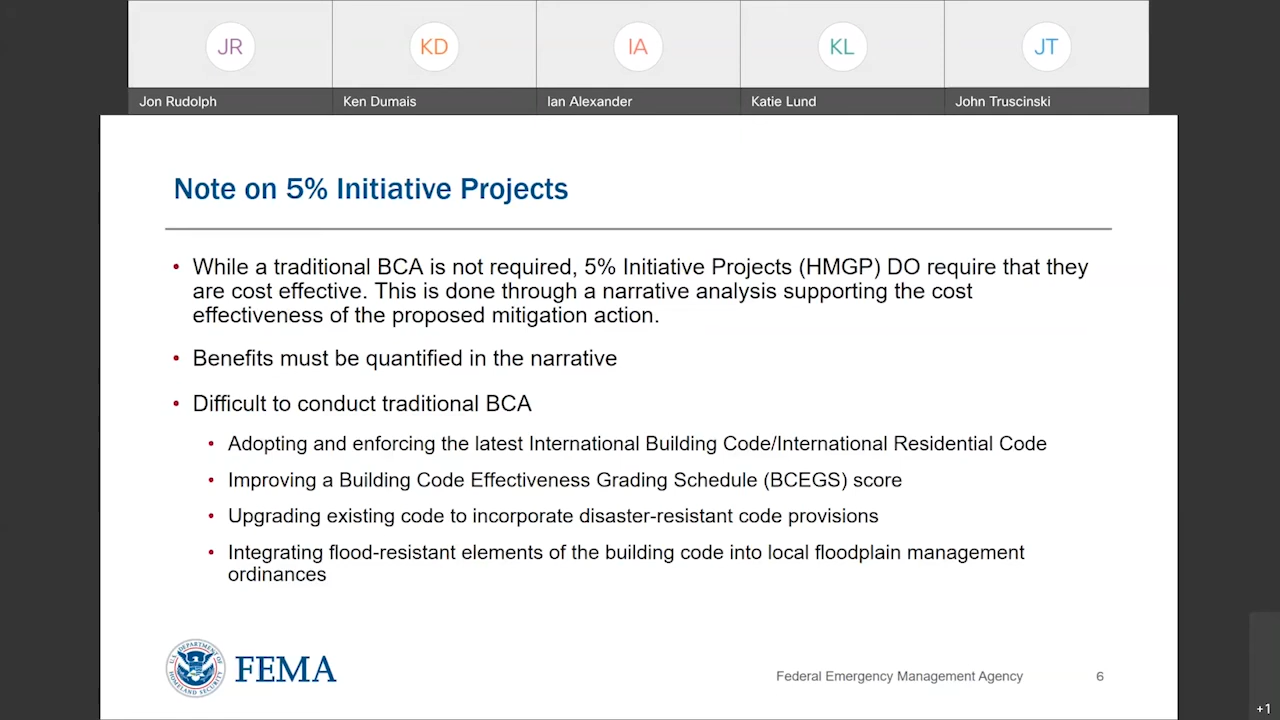 JR
KD
IA
KL
JT
Jon Rudolph
Ken Dumais
Ian Alexander
Katie Lund
John Truscinski
Note on 5% Initiative Projects
• While a traditional BCA is not required, 5% Initiative Projects (HMGP) DO require that they
are cost effective. This is done through a narrative analysis supporting the cost
effectiveness of the proposed mitigation action.
• Benefits must be quantified in the narrative
• Difficult to conduct traditional BCA
• Adopting and enforcing the latest International Building Code/International Residential Code
• Improving a Building Code Effectiveness Grading Schedule (BCEGS) score
• Upgrading existing code to incorporate disaster-resistant code provisions
• Integrating flood-resistant elements of the building code into local floodplain management
ordinances
U.S. DEPARTMENT OF HOMELAND SECURITY
FEMA
Federal Emergency Management Agency
6
+1